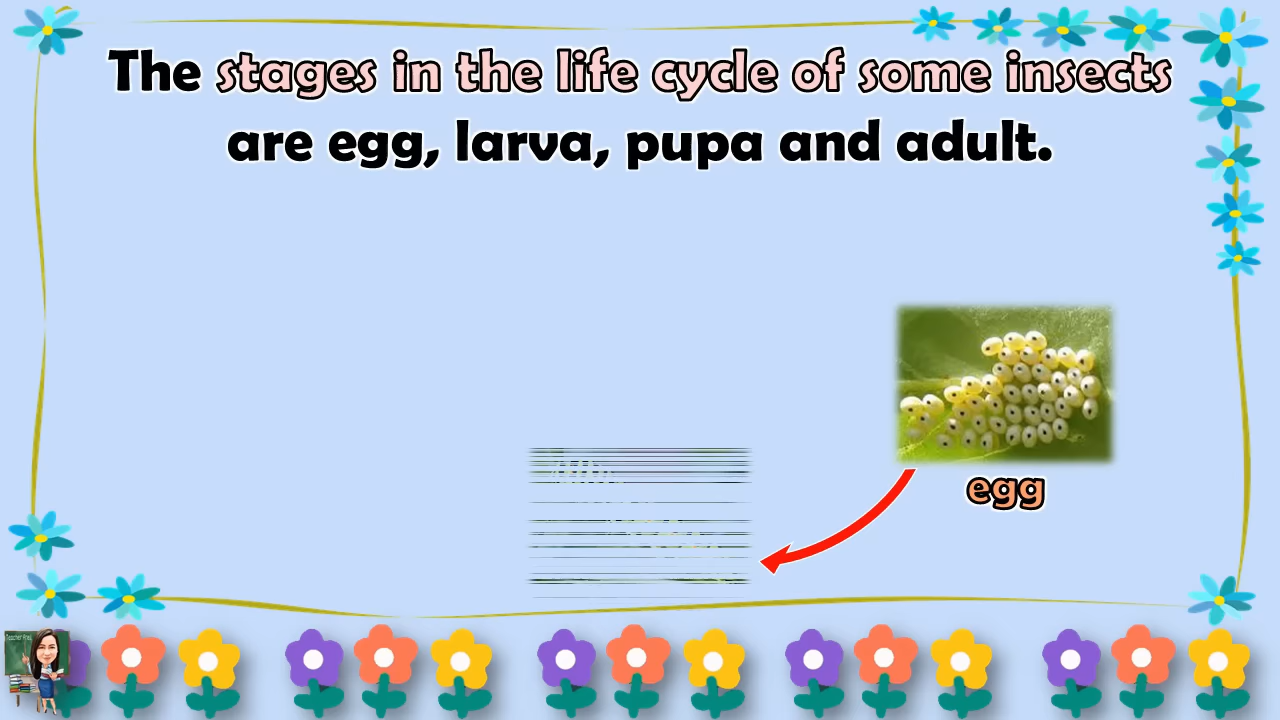 The stages in the life cycle of some insects
are egg, larva, pupa and adult.
egg